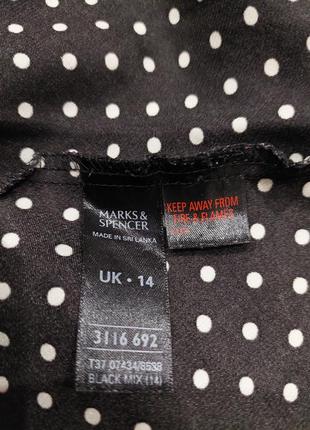 MARKS &
SPENCER
MADE IN SRI LANKA
UK • 14
3116 692
T37 07434/8538
BLACK MIX (14)
KEEP AWAY FROM
FIRE & FLAMES